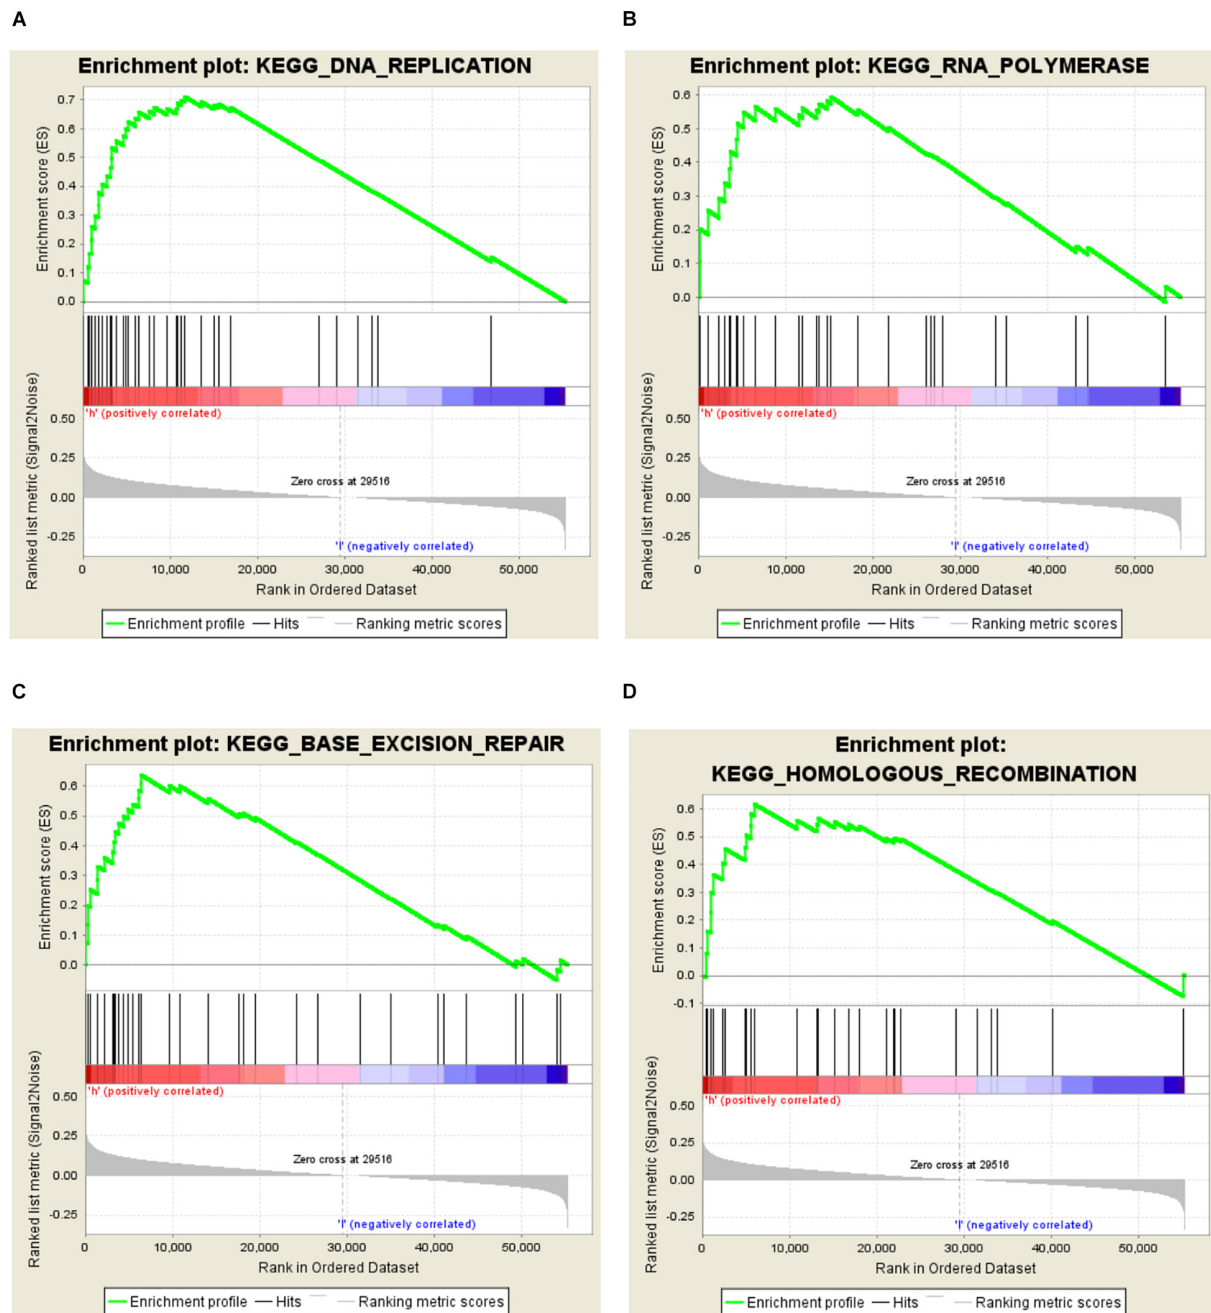 A
Enrichment plot: KEGG_DNA_REPLICATION
Enrichment score (ES)
0.7
0.6
0.5
0.4
0.3
0.2
0.1
0.0
'h' (positively correlated)
Ranked list metric (Signal2Noise)
0.50
0.25
0.00
-0.25
Zero cross at 29516
'l' (negatively correlated)
0 10,000 20,000 30,000 40,000 50,000
Rank in Ordered Dataset
Enrichment profile Hits Ranking metric scores
B
Enrichment plot: KEGG_RNA_POLYMERASE
Enrichment score (ES)
0.6
0.5
0.4
0.3
0.2
0.1
0.0
'h' (positively correlated)
Ranked list metric (Signal2Noise)
0.50
0.25
0.00
-0.25
Zero cross at 29516
'l' (negatively correlated)
0 10,000 20,000 30,000 40,000 50,000
Rank in Ordered Dataset
Enrichment profile Hits Ranking metric scores
C
Enrichment plot: KEGG_BASE_EXCISION_REPAIR
Enrichment score (ES)
0.6
0.5
0.4
0.3
0.2
0.1
0.0
'h' (positively correlated)
Ranked list metric (Signal2Noise)
0.50
0.25
0.00
-0.25
Zero cross at 29516
'l' (negatively correlated)
0 10,000 20,000 30,000 40,000 50,000
Rank in Ordered Dataset
Enrichment profile Hits Ranking metric scores
D
Enrichment plot:
KEGG_HOMOLOGOUS_RECOMBINATION
Enrichment score (ES)
0.6
0.5
0.4
0.3
0.2
0.1
0.0
-0.1
'h' (positively correlated)
Ranked list metric (Signal2Noise)
0.50
0.25
0.00
-0.25
Zero cross at 29516
'l' (negatively correlated)
0 10,000 20,000 30,000 40,000 50,000
Rank in Ordered Dataset
Enrichment profile Hits Ranking metric scores